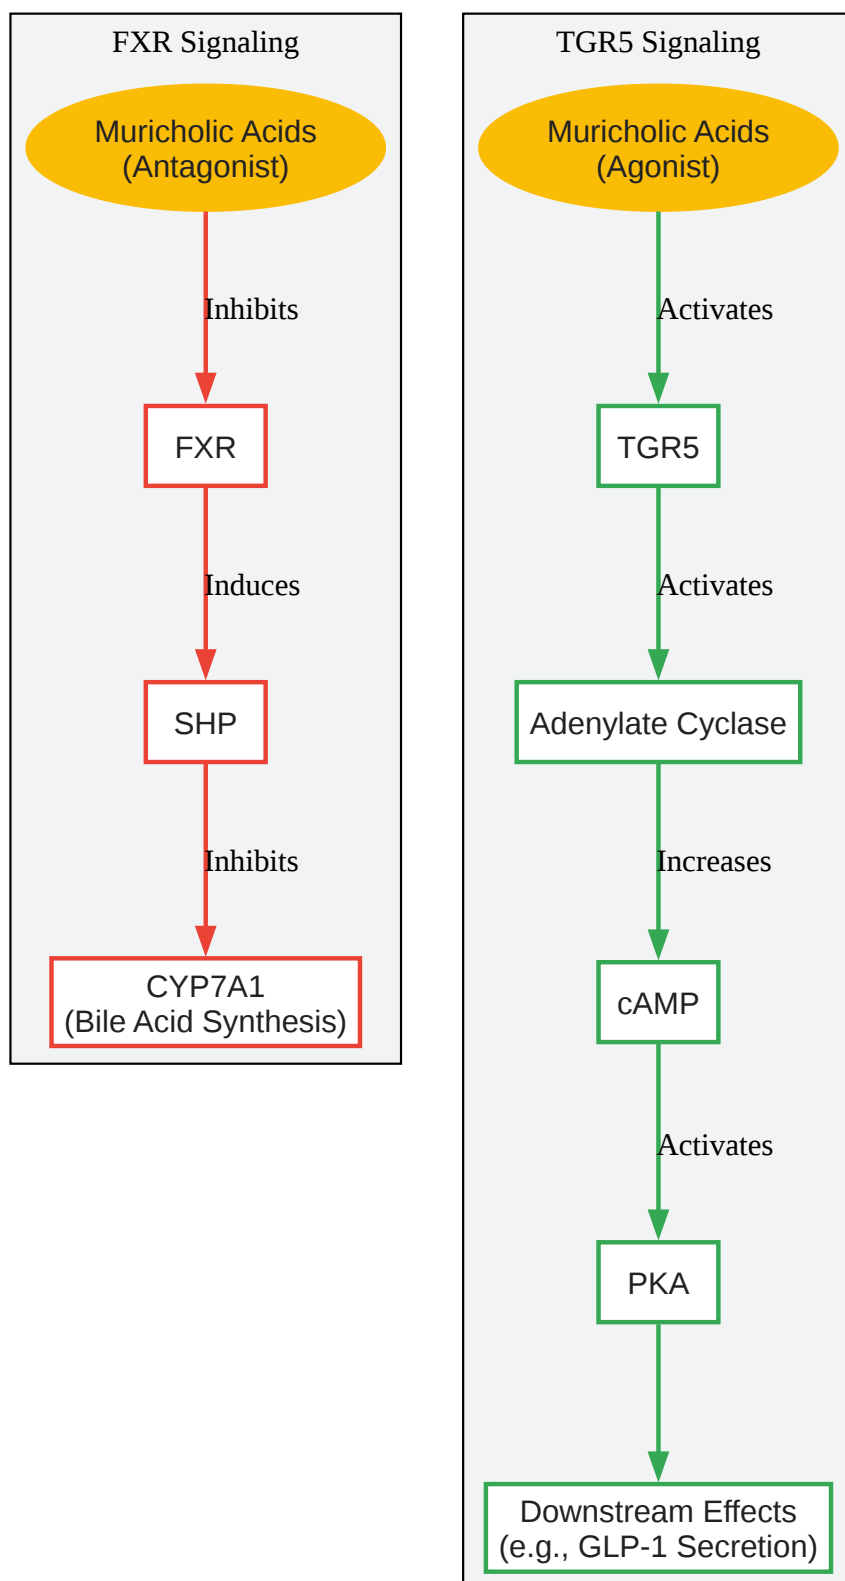 FXR Signaling
Muricholic Acids
(Antagonist)
Inhibits
FXR
Induces
SHP
Inhibits
CYP7A1
(Bile Acid Synthesis)
TGR5 Signaling
Muricholic Acids
(Agonist)
Activates
TGR5
Activates
Adenylate Cyclase
Increases
cAMP
Activates
PKA
Downstream Effects
(e.g., GLP-1 Secretion)